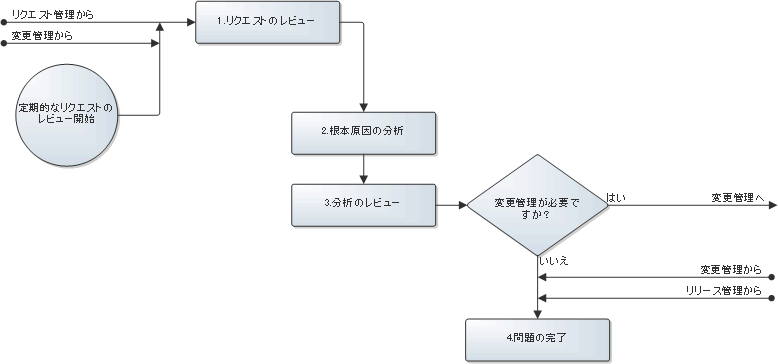 リクエスト管理から
1.リクエストのレビュー
変更管理から
定期的なリクエストの
レビュー開始
2.根本原因の分析
3.分析のレビュー
変更管理が必要で
すか?
はい
変更管理へ
いいえ
変更管理から
リリース管理から
4.問題の完了